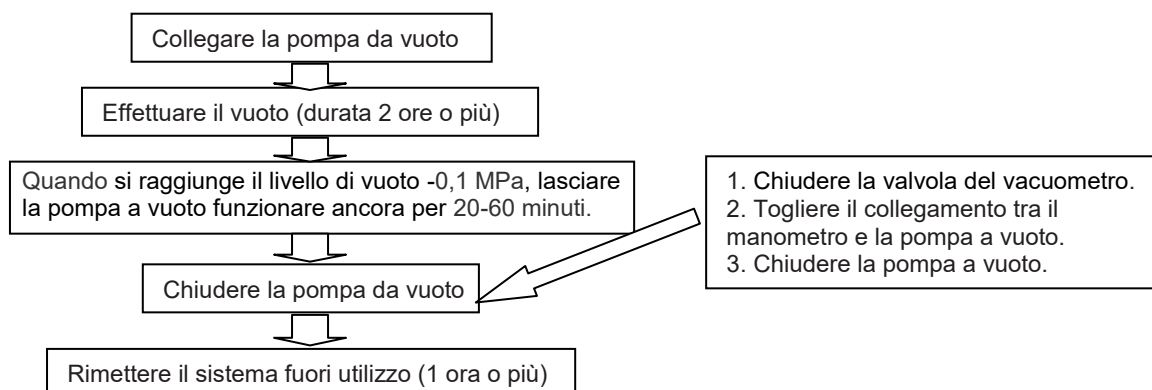 Collegare la pompa da vuoto
Effettuare il vuoto (durata 2 ore o più)
Quando si raggiunge il livello di vuoto -0,1 MPa, lasciare
la pompa a vuoto funzionare ancora per 20-60 minuti.
1. Chiudere la valvola del vacuometro.
2. Togliere il collegamento tra il
manometro e la pompa a vuoto.
3. Chiudere la pompa a vuoto.
Chiudere la pompa da vuoto
Rimettere il sistema fuori utilizzo (1 ora o più)